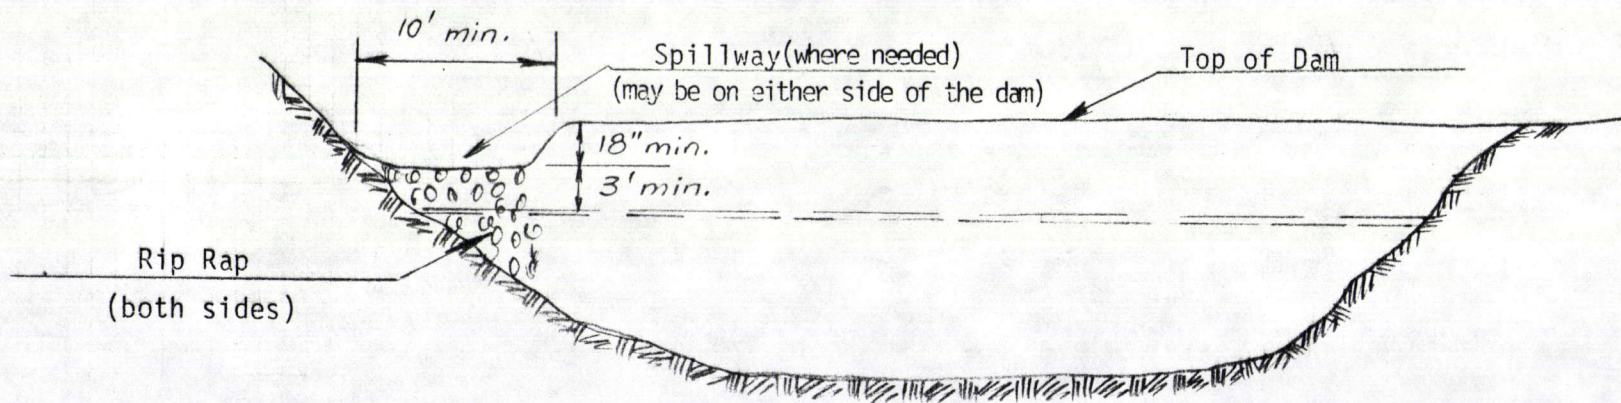 10' min.
Spillway(where needed)
(may be on either side of the dam)
Top of Dam
18" min.
3' min.
Rip Rap
(both sides)